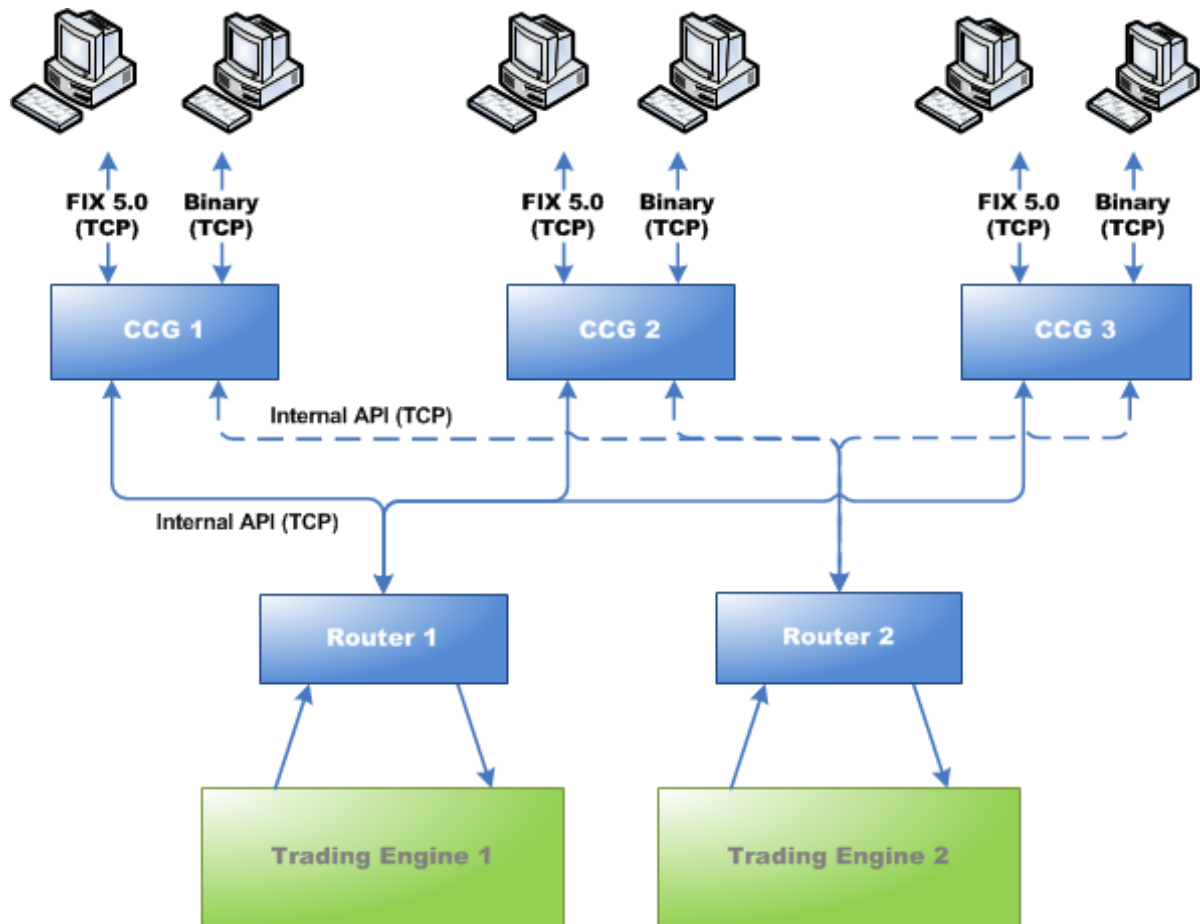 FIX 5.0
(TCP)
Binary
(TCP)
FIX 5.0
(TCP)
Binary
(TCP)
FIX 5.0
(TCP)
Binary
(TCP)
CCG 1
CCG 2
CCG 3
Internal API (TCP)
Internal API (TCP)
Router 1
Router 2
Trading Engine 1
Trading Engine 2